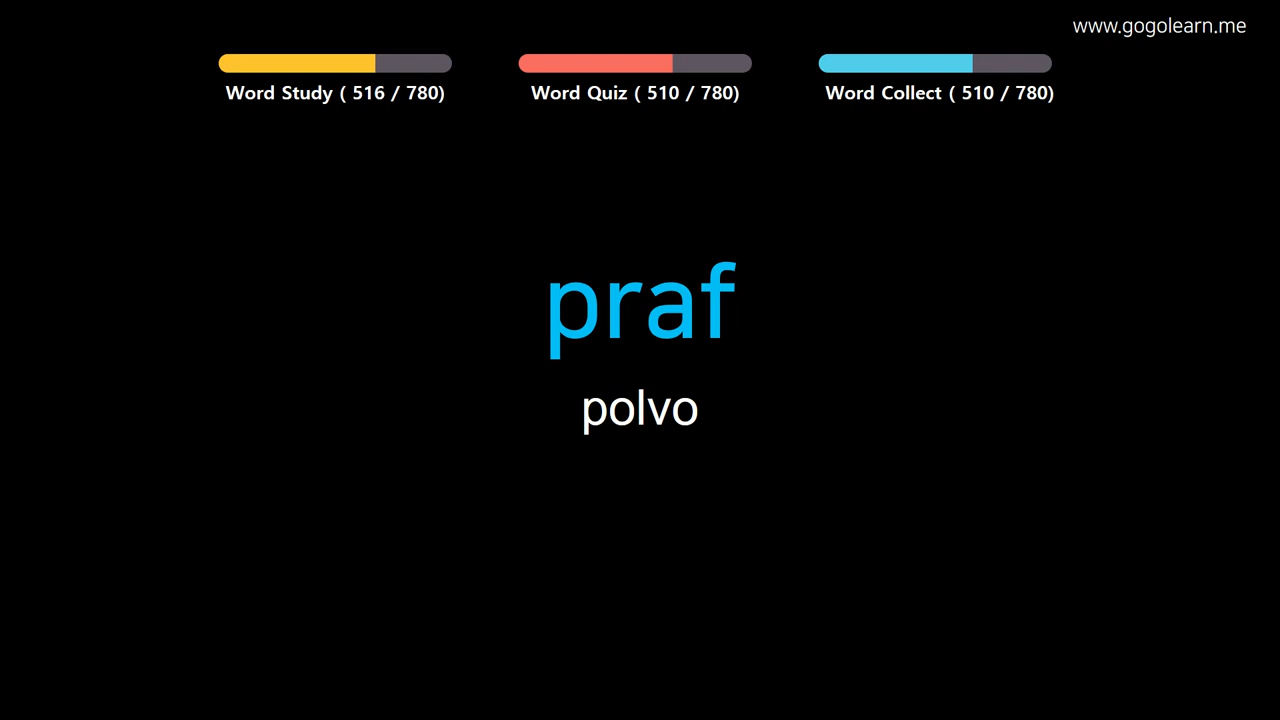 www.gogolearn.me
Word Study ( 516 / 780)
Word Quiz ( 510 / 780)
Word Collect ( 510 / 780)
praf
polvo